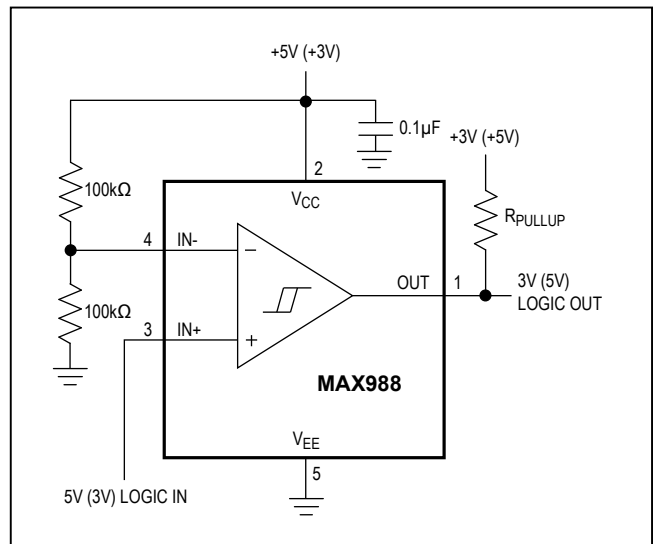 +5V (+3V)
0.1µF
+3V (+5V)
2
100kΩ
VCC
RPULLUP
4 IN-
−
OUT 1
3V (5V)
LOGIC OUT
100kΩ
3 IN+
+
MAX988
VEE
5
5V (3V) LOGIC IN